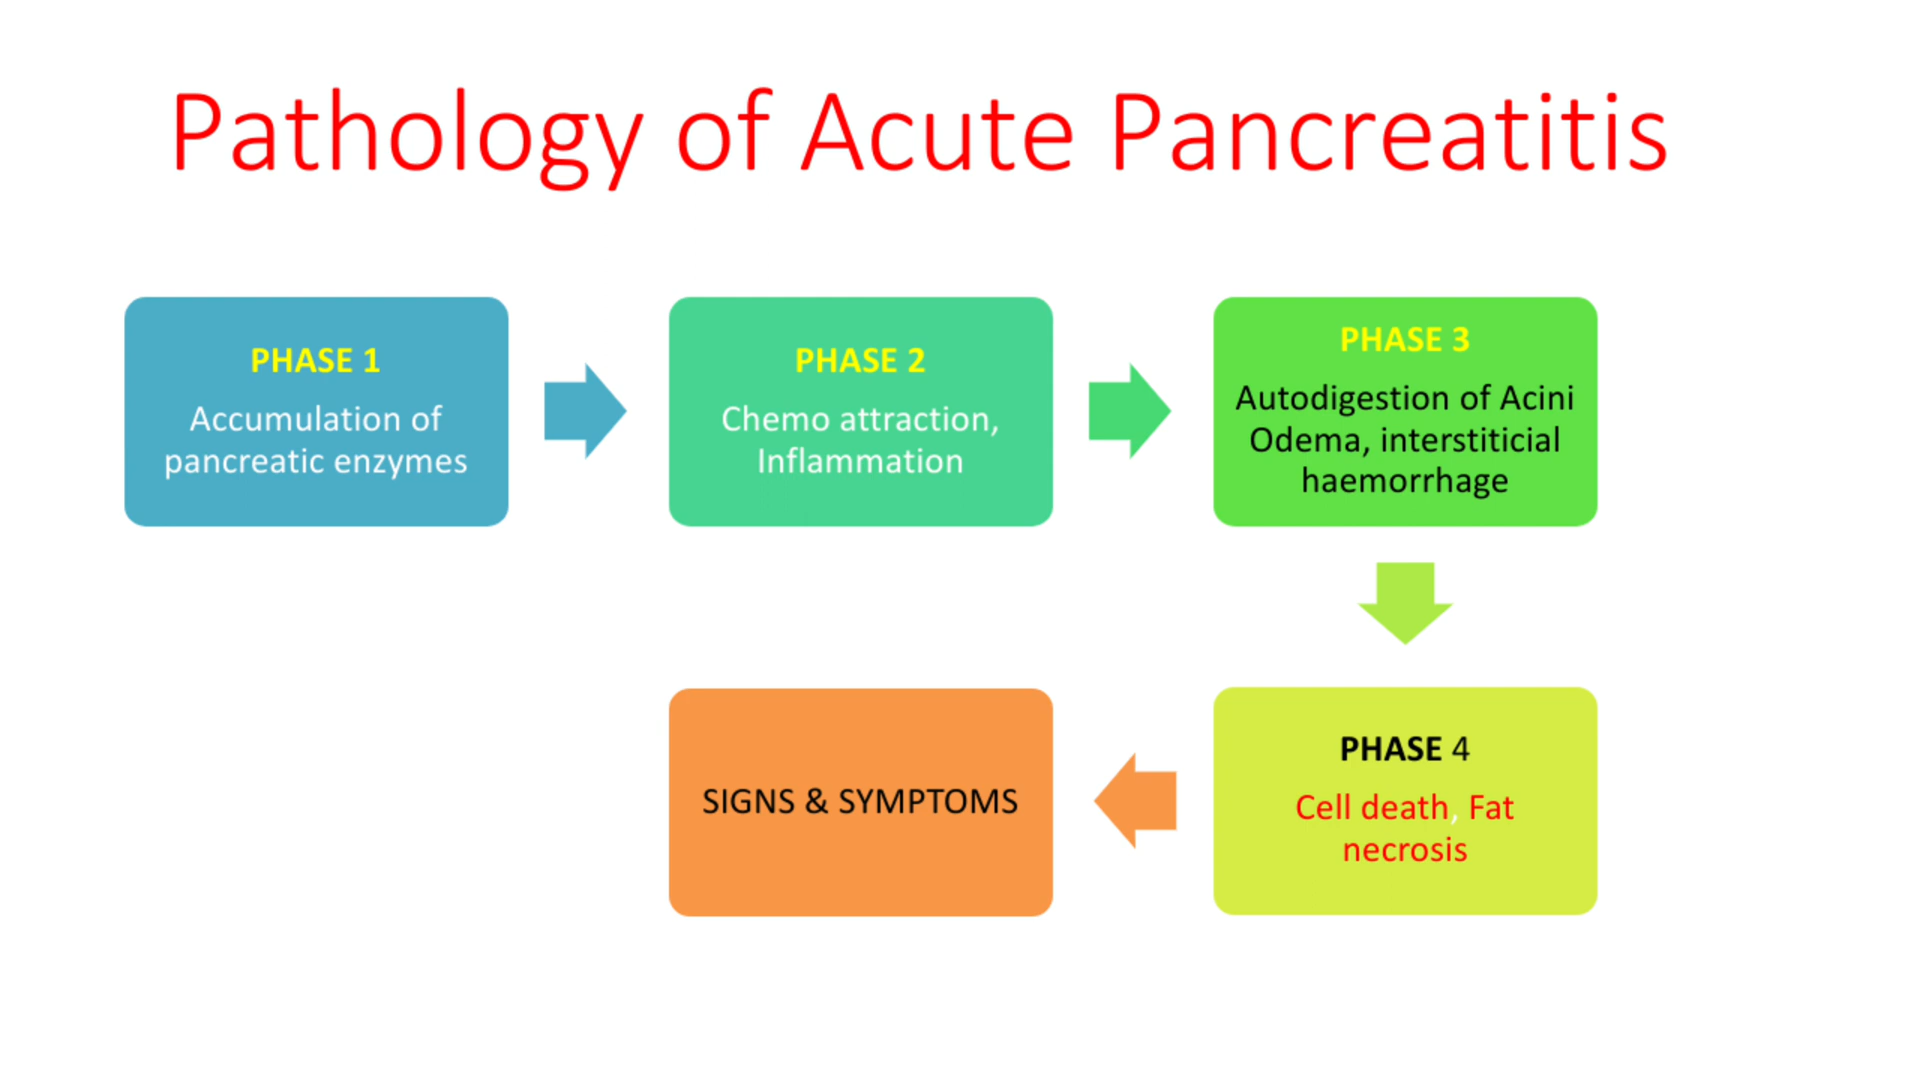 Pathology of Acute Pancreatitis
PHASE 1
Accumulation of
pancreatic enzymes
PHASE 2
Chemo attraction,
Inflammation
PHASE 3
Autodigestion of Acini
Odema, interstiticial
haemorrhage
PHASE 4
Cell death, Fat
necrosis
SIGNS & SYMPTOMS